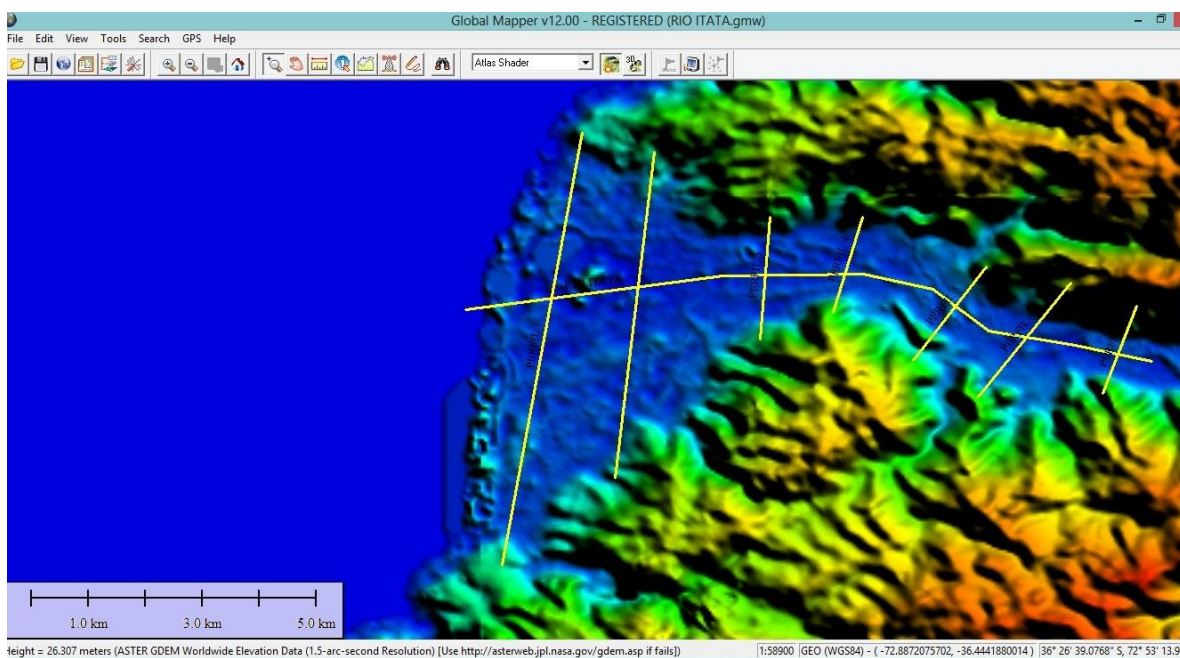 Global Mapper v12.00 - REGISTERED (RIO ITATA.gmw)
File Edit View Tools Search GPS Help
Atlas Shader
1.0 km 3.0 km 5.0 km
Height = 26.307 meters (ASTER GDEM Worldwide Elevation Data (1.5-arc-second Resolution) [Use http://asterweb.jpl.nasa.gov/gdem.asp if fails]) 1:58900 GEO (WGS84) - ( -72.8872075702, -36.4441880014 ) 36° 26' 39.0768" S, 72° 53' 13.9